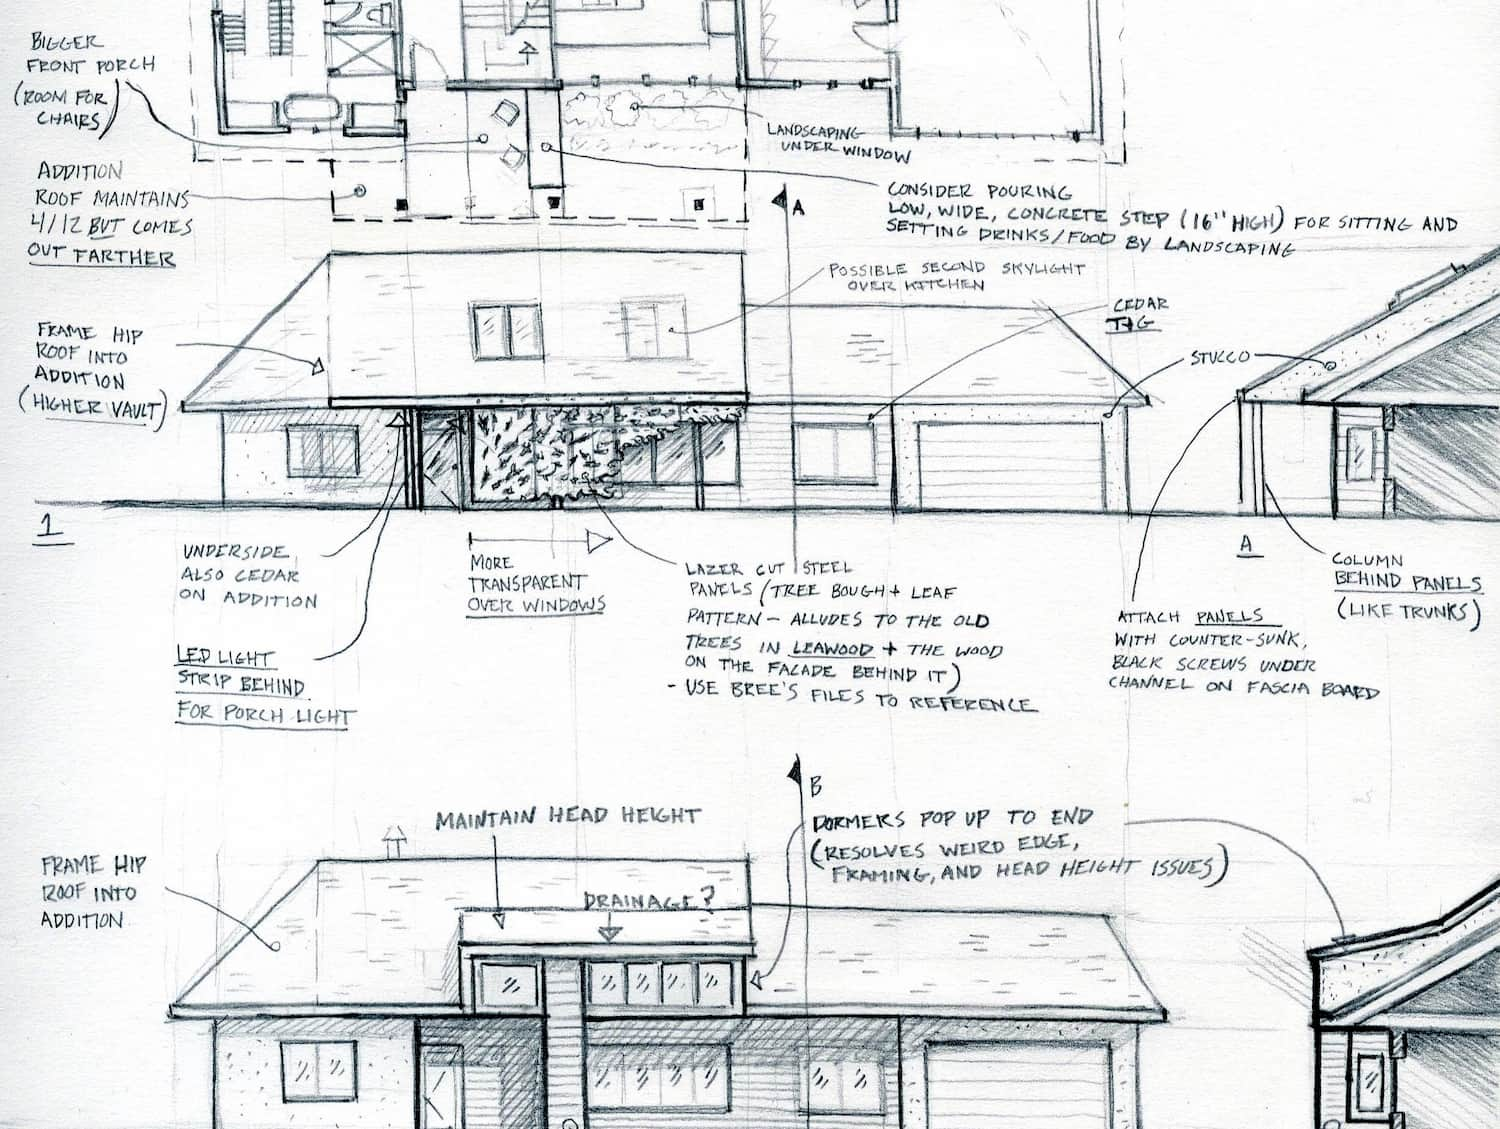 BIGGER
FRONT PORCH
(ROOM FOR
CHAIRS)
ADDITION
ROOF MAINTAINS
4/12 BUT COMES
OUT FARTHER
FRAME HIP
ROOF INTO
ADDITION
(HIGHER VAULT)
LANDSCAPING
UNDER WINDOW
A
CONSIDER POURING
LOW, WIDE, CONCRETE STEP (16" HIGH) FOR SITTING AND
SETTING DRINKS/FOOD BY LANDSCAPING
POSSIBLE SECOND SKYLIGHT
OVER KITCHEN
CEDAR
T+G
STUCCO
1
UNDERSIDE
ALSO CEDAR
ON ADDITION
LED LIGHT
STRIP BEHIND
FOR PORCH LIGHT
MORE
TRANSPARENT
OVER WINDOWS
LAZER CUT STEEL
PANELS (TREE BOUGH + LEAF
PATTERN - ALLUDES TO THE OLD
TREES IN LEAWOOD + THE WOOD
ON THE FACADE BEHIND IT)
- USE BREE'S FILES TO REFERENCE
A
ATTACH PANELS
WITH COUNTER-SUNK,
BLACK SCREWS UNDER
CHANNEL ON FASCIA BOARD
COLUMN
BEHIND PANELS
(LIKE TRUNKS)
FRAME HIP
ROOF INTO
ADDITION
MAINTAIN HEAD HEIGHT
DRAINAGE?
B
DORMERS POP UP TO END
(RESOLVES WEIRD EDGE,
FRAMING, AND HEAD HEIGHT ISSUES)